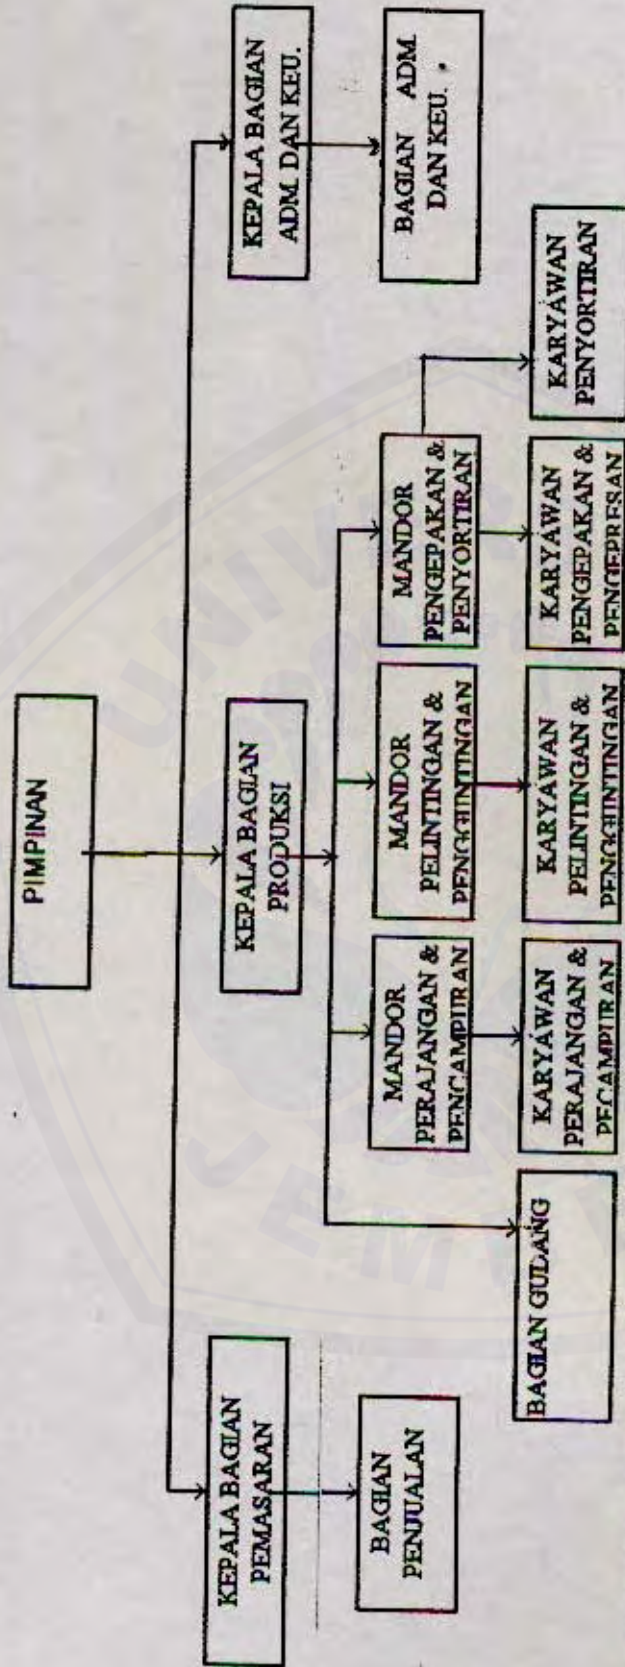 PIMPINAN
KEPALA BAGIAN
PEMASARAN
KEPALA BAGIAN
PRODUKSI
KEPALA BAGIAN
ADM. DAN KEU.
BAGIAN
PENJUALAN
MANDOR
PERAJANGAN &
PENCAMPURAN
MANDOR
PELINTINGAN &
PENGGUNTINGAN
MANDOR
PENGEPAKAN &
PENYORTIRAN
BAGIAN ADM.
DAN KEU.
BAGIAN GUDANG
KARYAWAN
PERAJANGAN &
PECAMPURAN
KARYAWAN
PELINTINGAN &
PENGGUNTINGAN
KARYAWAN
PENGEPAKAN &
PENGEPRESAN
KARYAWAN
PENYORTIRAN
UNIVER
JEM